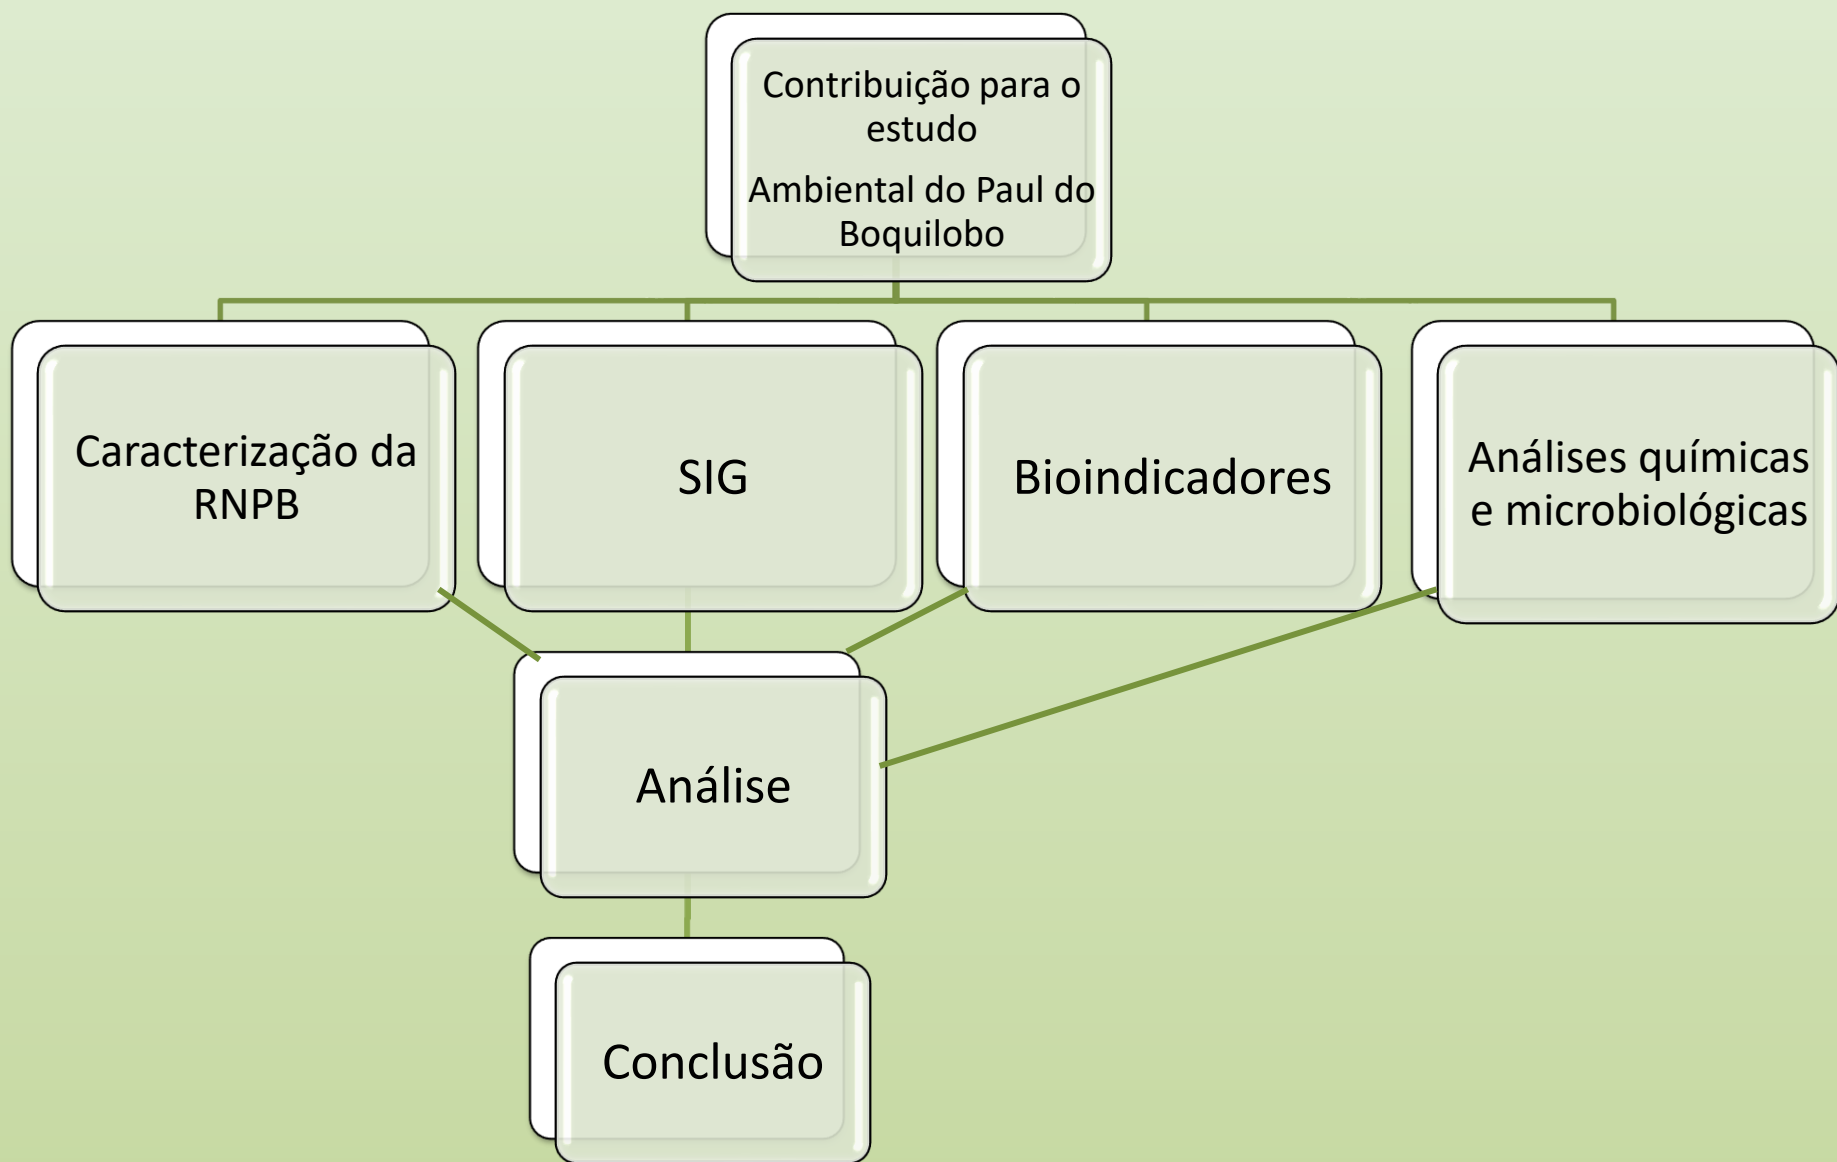 Contribuição para o
estudo
Ambiental do Paul do
Boquilobo
Caracterização da
RNPB
SIG
Bioindicadores
Análises químicas
e microbiológicas
Análise
Conclusão